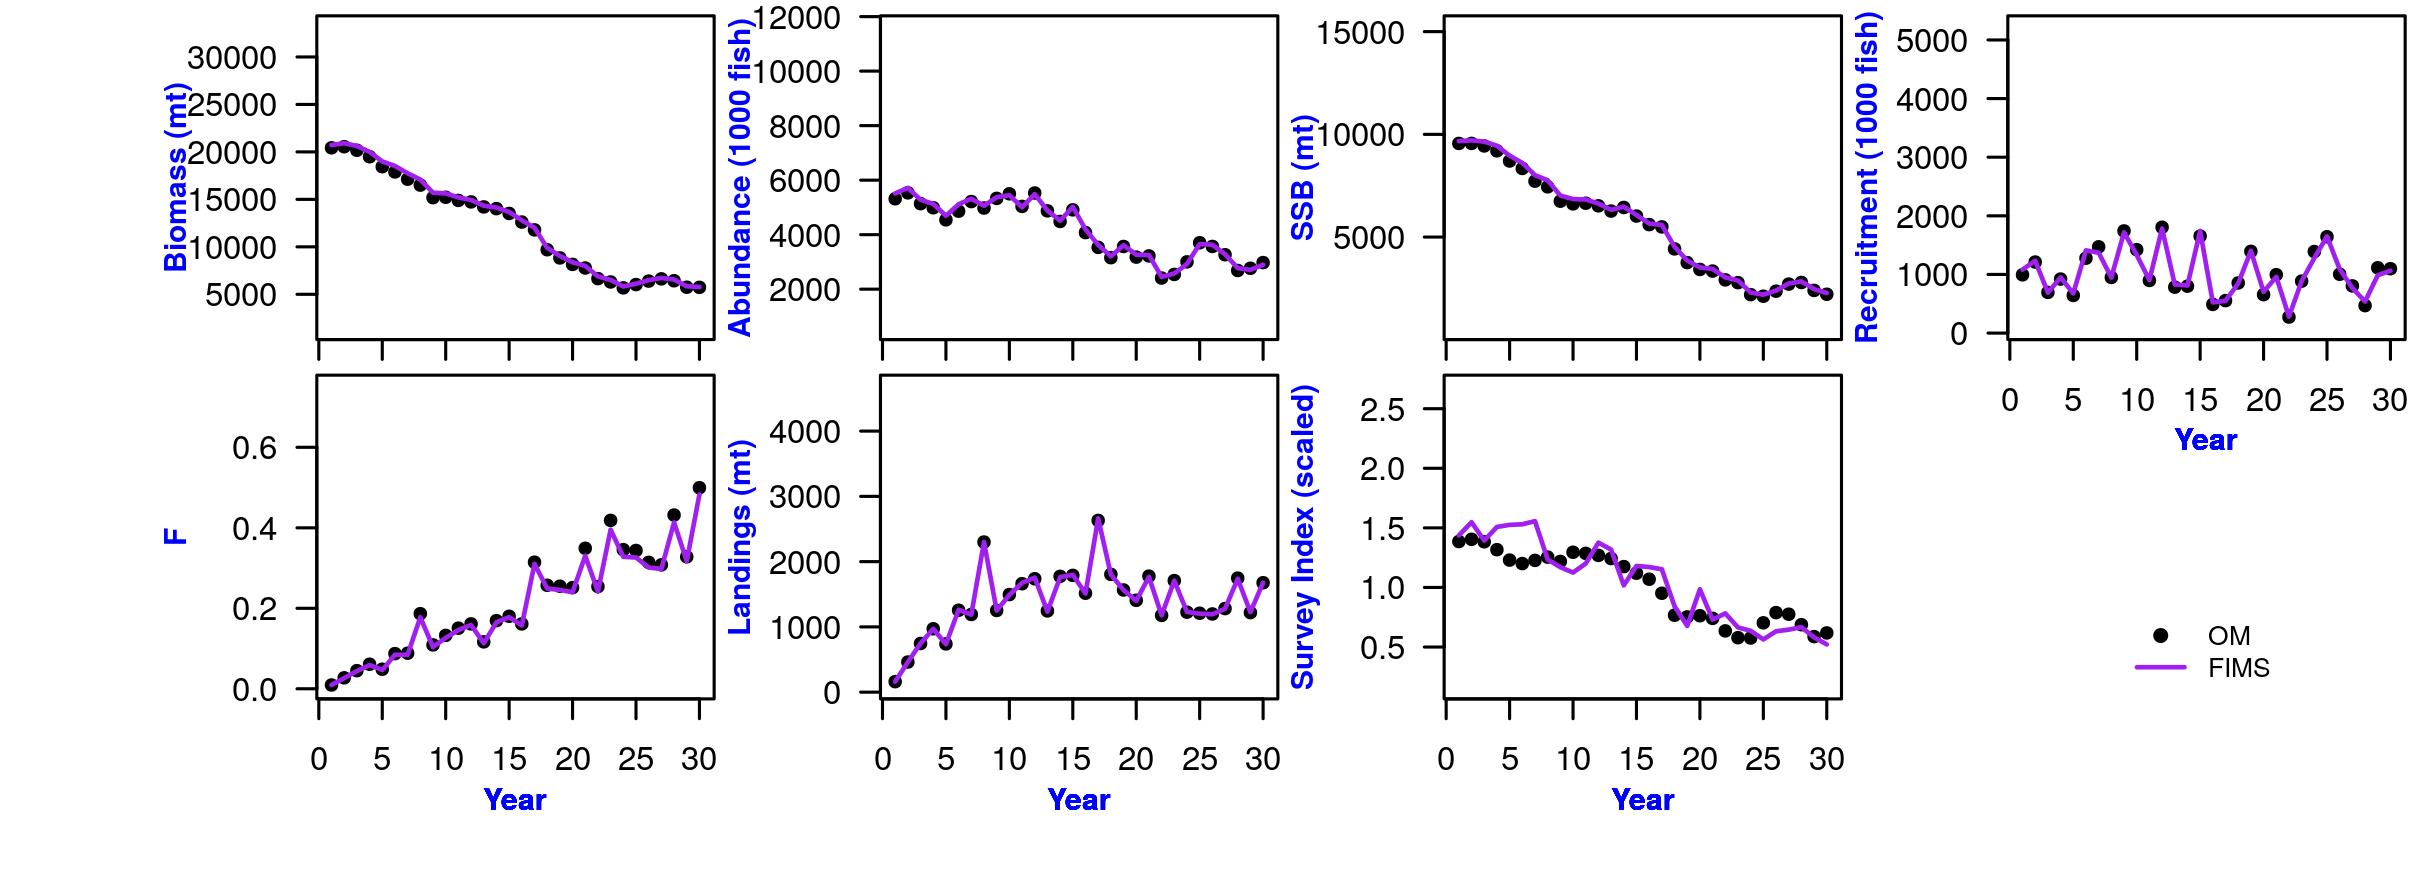 Biomass (mt)
30000
25000
20000
15000
10000
5000
Abundance (1000 fish)
12000
10000
8000
6000
4000
2000
SSB (mt)
15000
10000
5000
Recruitment (1000 fish)
5000
4000
3000
2000
1000
0
0 5 10 15 20 25 30
Year
F
0.6
0.4
0.2
0.0
0 5 10 15 20 25 30
Year
Landings (mt)
4000
3000
2000
1000
0
0 5 10 15 20 25 30
Year
Survey Index (scaled)
2.5
2.0
1.5
1.0
0.5
0 5 10 15 20 25 30
Year
OM
FIMS